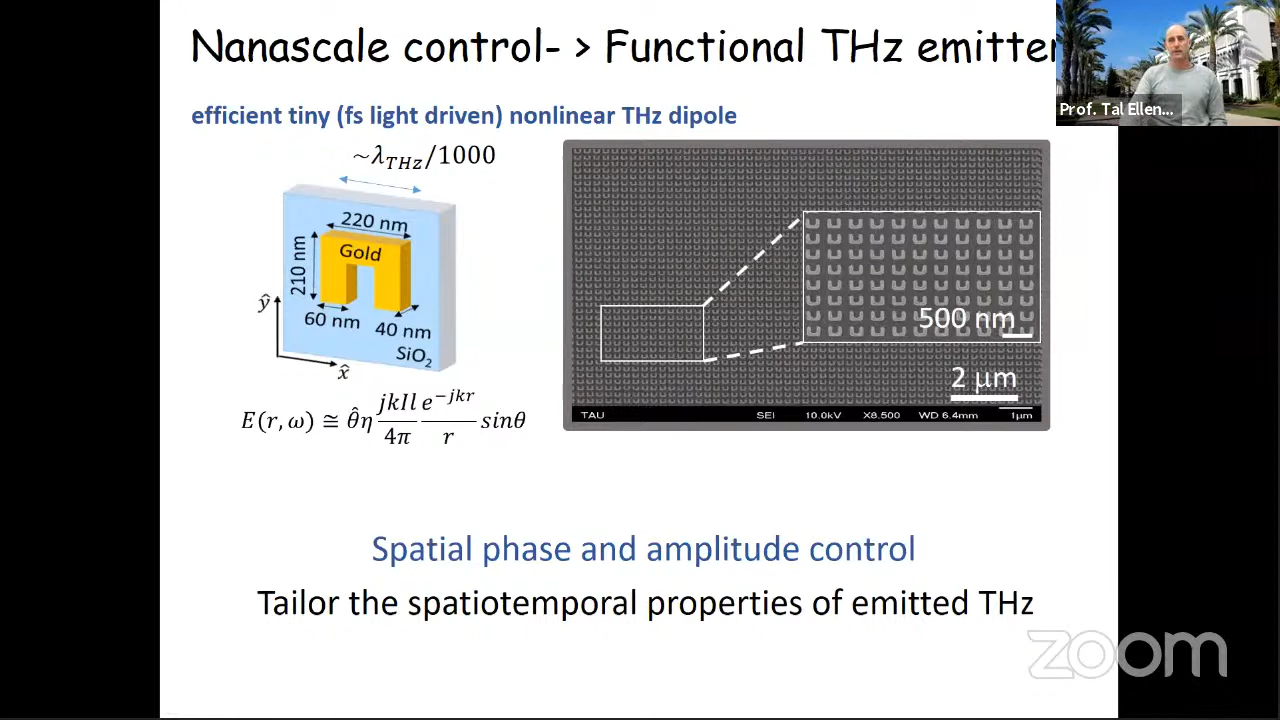 Nanascale control- > Functional THz emitter
Prof. Tal Ellen...
efficient tiny (fs light driven) nonlinear THz dipole
~λ_THz/1000
220 nm
Gold
210 nm
ŷ
60 nm
40 nm
SiO₂
x̂
E(r, ω) ≅ θ̂η jkIl/4π e^−jkr/r sinθ
500 nm
2 μm
TAU SEI 10.0kV X8,500 WD 6.4mm 1μm
Spatial phase and amplitude control
Tailor the spatiotemporal properties of emitted THz
zoom